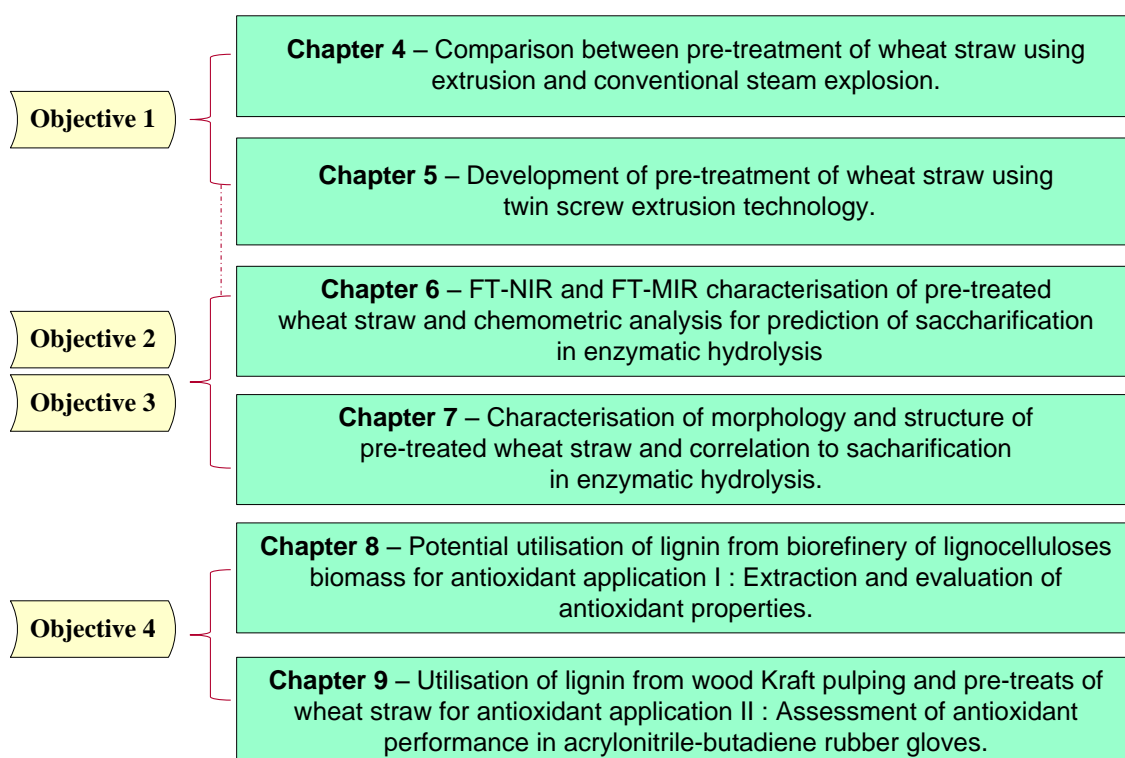 Chapter 4 – Comparison between pre-treatment of wheat straw using
extrusion and conventional steam explosion.
Objective 1
Chapter 5 – Development of pre-treatment of wheat straw using
twin screw extrusion technology.
Chapter 6 – FT-NIR and FT-MIR characterisation of pre-treated
wheat straw and chemometric analysis for prediction of saccharification
in enzymatic hydrolysis
Objective 2
Objective 3
Chapter 7 – Characterisation of morphology and structure of
pre-treated wheat straw and correlation to sacharification
in enzymatic hydrolysis.
Chapter 8 – Potential utilisation of lignin from biorefinery of lignocelluloses
biomass for antioxidant application I : Extraction and evaluation of
antioxidant properties.
Objective 4
Chapter 9 – Utilisation of lignin from wood Kraft pulping and pre-treats of
wheat straw for antioxidant application II : Assessment of antioxidant
performance in acrylonitrile-butadiene rubber gloves.